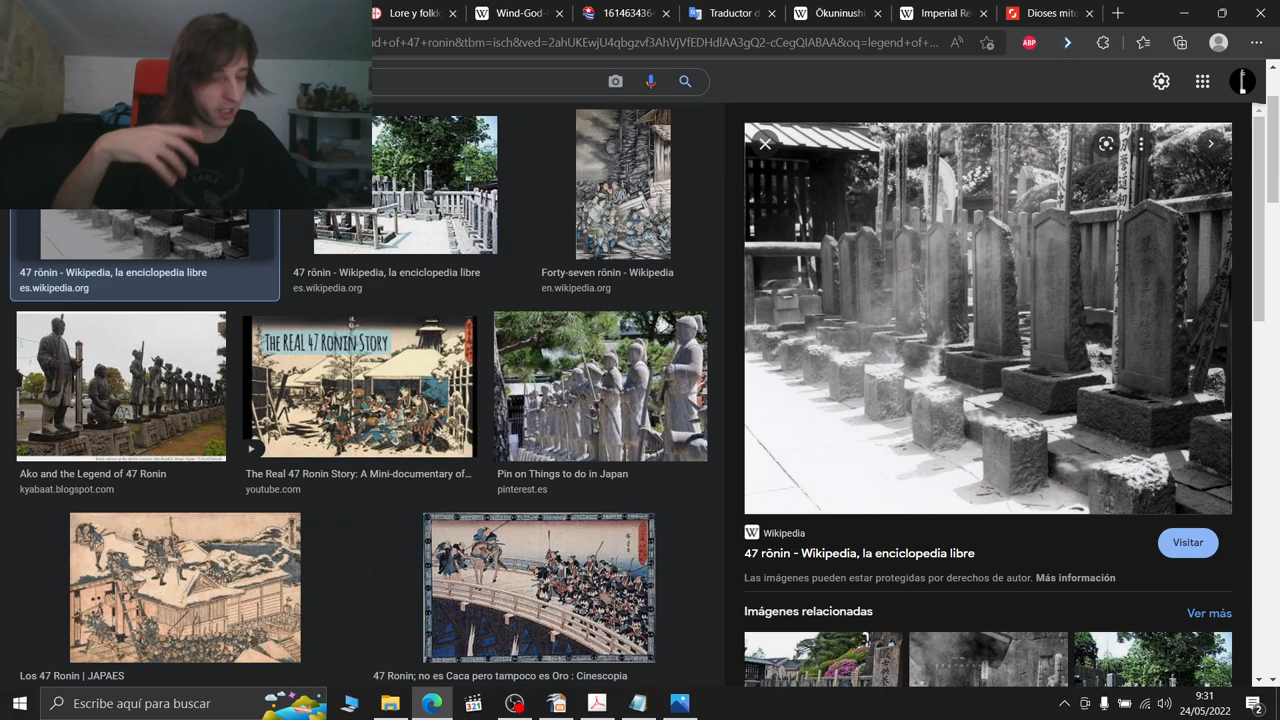 Lore y folklo
Wind-God-I
1614634364
Traductor d
Ōkuninushi
Imperial Re
Dioses mito
d+of+47+ronin&tbm=isch&ved=2ahUKEwjU4qbgzvf3AhVjVfEDHdlAA3gQ2-cCegQIABAA&oq=legend+of+...
ABP
47 rōnin - Wikipedia, la enciclopedia libre
es.wikipedia.org
47 rōnin - Wikipedia, la enciclopedia libre
es.wikipedia.org
Forty-seven rōnin - Wikipedia
en.wikipedia.org
THE REAL 47 RONIN STORY
Ako and the Legend of 47 Ronin
kyabaat.blogspot.com
The Real 47 Ronin Story: A Mini-documentary of...
youtube.com
Pin on Things to do in Japan
pinterest.es
W Wikipedia
Visitar
47 rōnin - Wikipedia, la enciclopedia libre
Las imágenes pueden estar protegidas por derechos de autor. Más información
Imágenes relacionadas
Ver más
Los 47 Ronin | JAPAES
47 Ronin; no es Caca pero tampoco es Oro : Cinescopia
Escribe aquí para buscar
321
9:31
24/05/2022
2